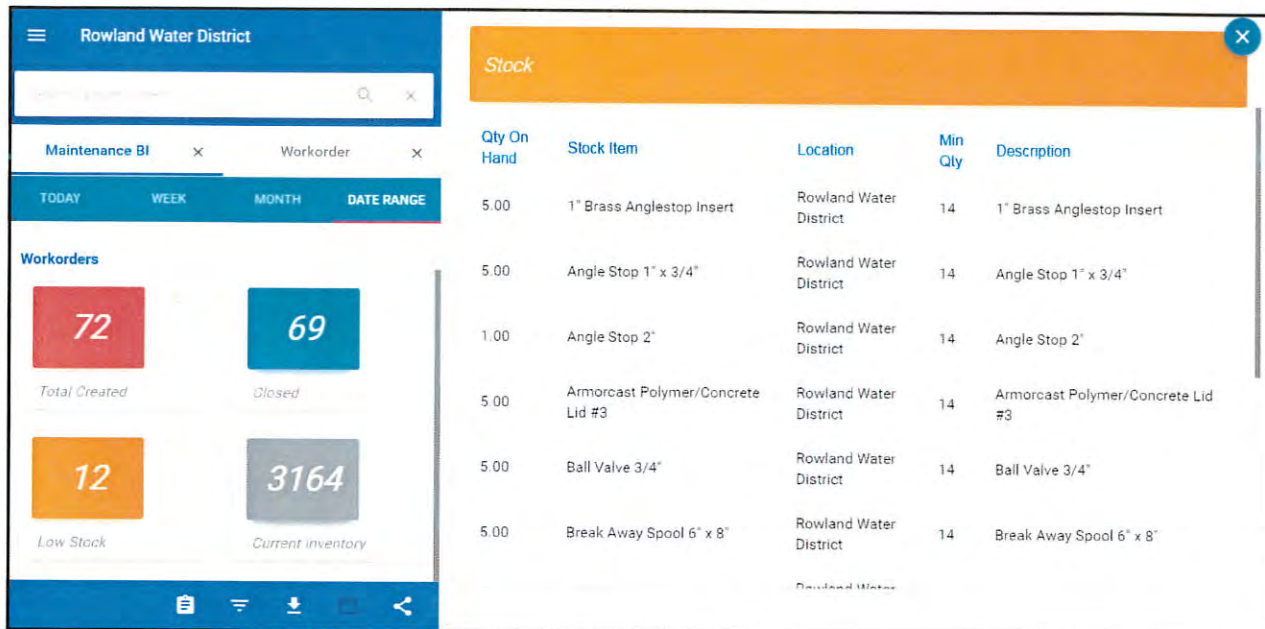 Rowland Water District
Maintenance BI
Workorder
TODAY WEEK MONTH DATE RANGE
Workorders
72
Total Created
69
Closed
12
Low Stock
3164
Current inventory
Stock
Qty On
Hand
Stock Item
Location
Min
Qty
Description
5.00
1" Brass Anglestop Insert
Rowland Water
District
14
1" Brass Anglestop Insert
5.00
Angle Stop 1" x 3/4"
Rowland Water
District
14
Angle Stop 1" x 3/4"
1.00
Angle Stop 2"
Rowland Water
District
14
Angle Stop 2"
5.00
Armorcast Polymer/Concrete
Lid #3
Rowland Water
District
14
Armorcast Polymer/Concrete Lid
#3
5.00
Ball Valve 3/4"
Rowland Water
District
14
Ball Valve 3/4"
5.00
Break Away Spool 6" x 8"
Rowland Water
District
14
Break Away Spool 6" x 8"
Rowland Water